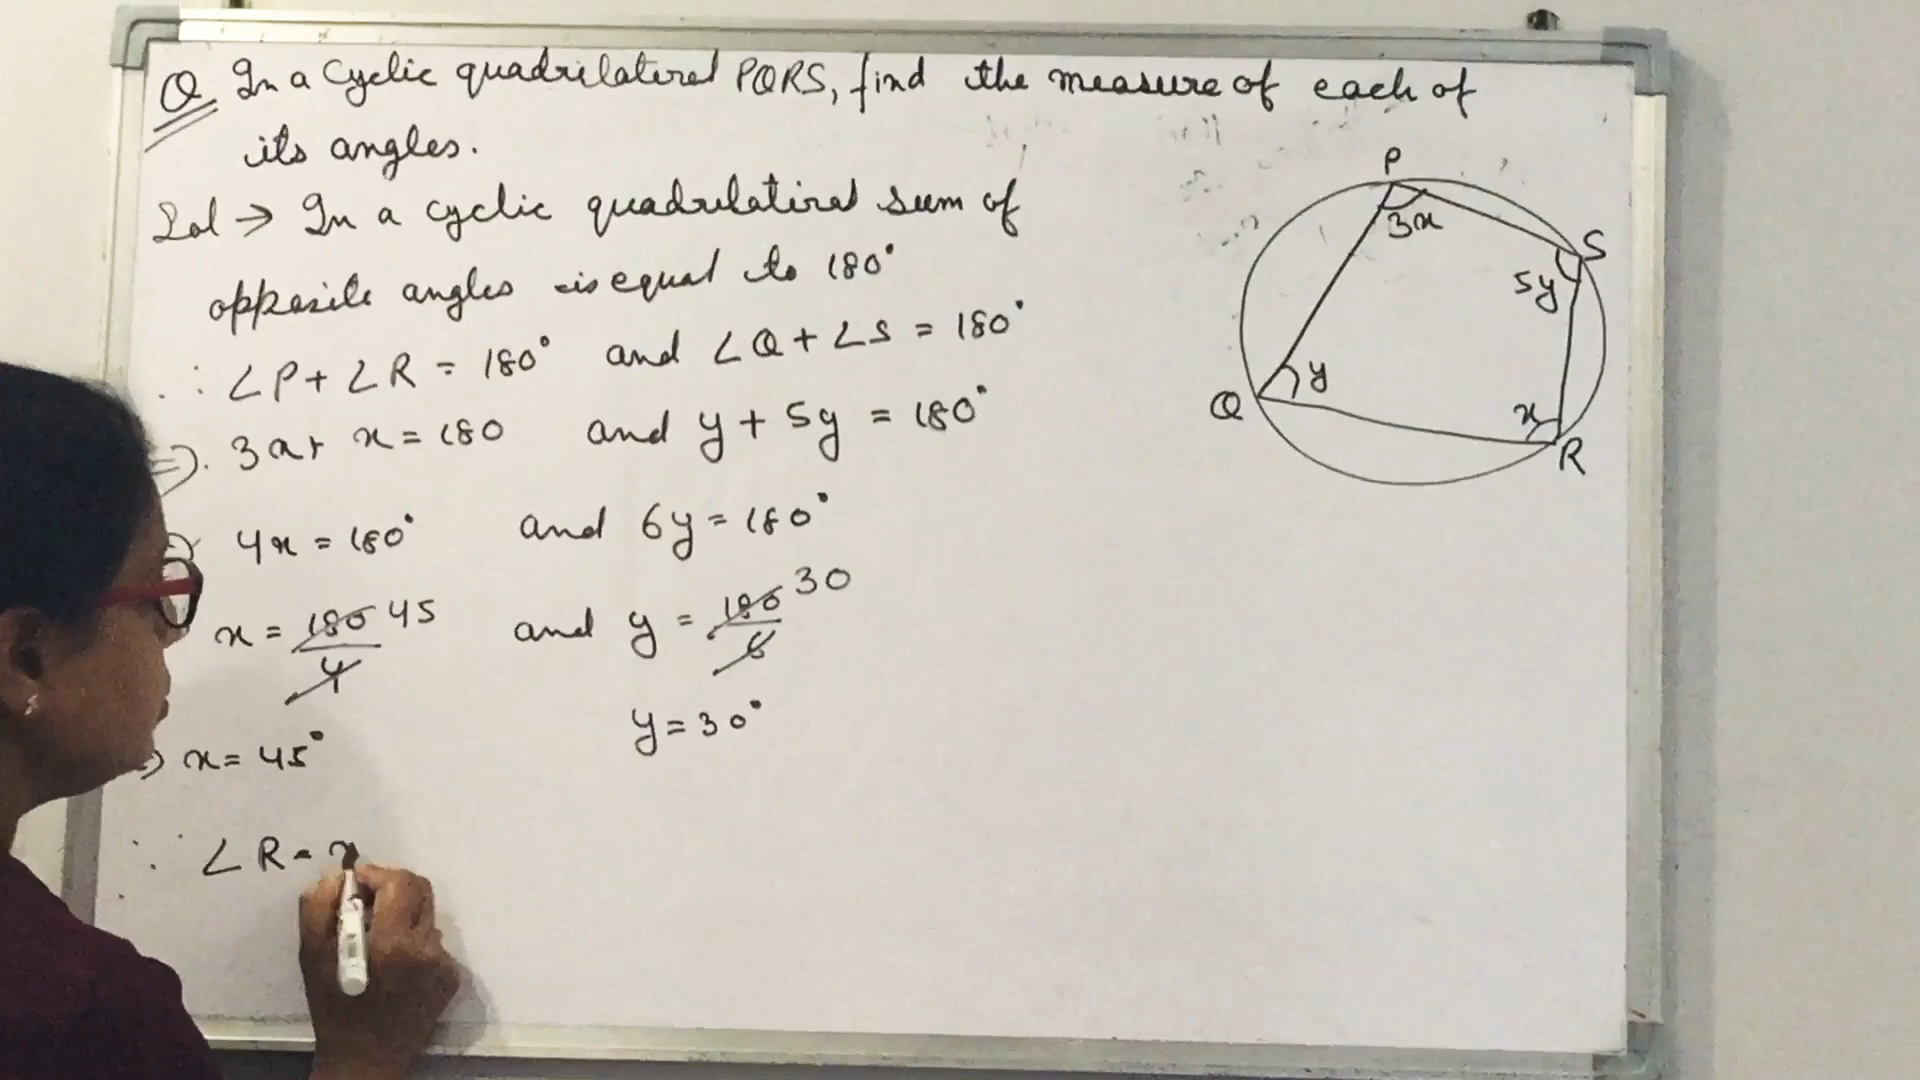 Q In a Cyclic quadrilateral PQRS, find the measure of each of
its angles.
Sol → In a cyclic quadrilateral sum of
opposite angles is equal to 180°
∴ ∠P + ∠R = 180° and ∠Q + ∠S = 180°
⇒ 3x + x = 180 and y + 5y = 180°
⇒ 4x = 180° and 6y = 180°
x = 180/4 45 and y = 180/6 30
⇒ x = 45° y = 30°
∴ ∠R = x
P
3x
S
5y
Q
y
x
R